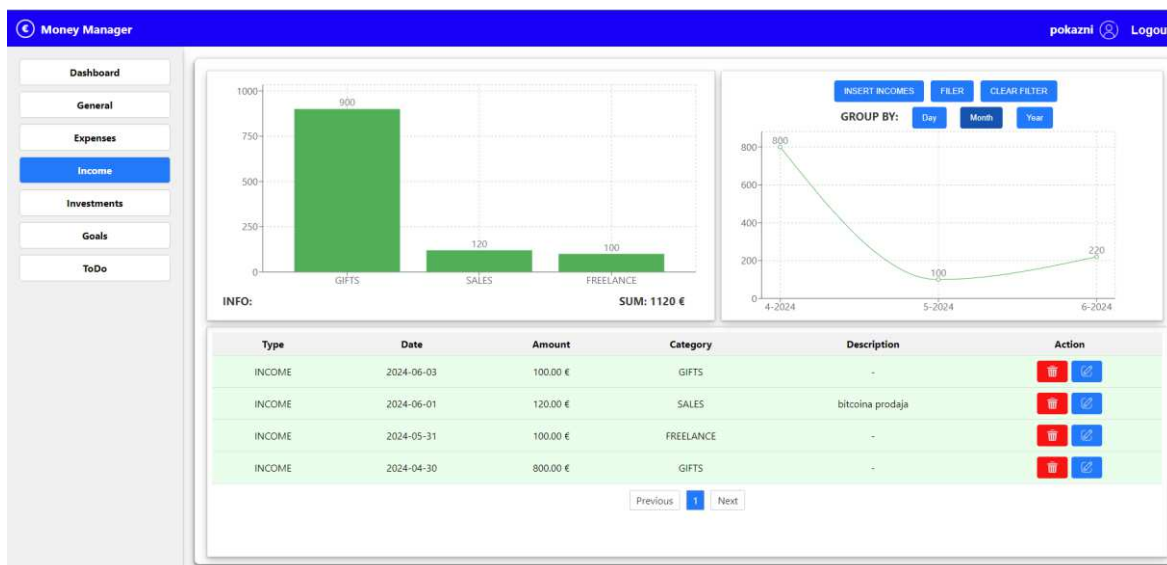 Money Manager
pokazni Logou
Dashboard
General
Expenses
Income
Investments
Goals
ToDo
1000
750
500
250
0
900
120
100
GIFTS SALES FREELANCE
INFO: SUM: 1120 €
INSERT INCOMES FILER CLEAR FILTER
GROUP BY: Day Month Year
800
600
400
200
0
800
100
220
4-2024 5-2024 6-2024
Type Date Amount Category Description Action
INCOME 2024-06-03 100.00 € GIFTS -
INCOME 2024-06-01 120.00 € SALES bitcoina prodaja
INCOME 2024-05-31 100.00 € FREELANCE -
INCOME 2024-04-30 800.00 € GIFTS -
Previous 1 Next